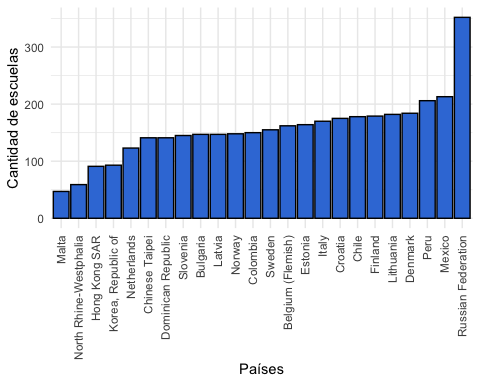 Cantidad de escuelas
300
200
100
0
Malta
North Rhine-Westphalia
Hong Kong SAR
Korea, Republic of
Netherlands
Chinese Taipei
Dominican Republic
Slovenia
Bulgaria
Latvia
Norway
Colombia
Sweden
Belgium (Flemish)
Estonia
Italy
Croatia
Chile
Finland
Lithuania
Denmark
Peru
Mexico
Russian Federation
Países